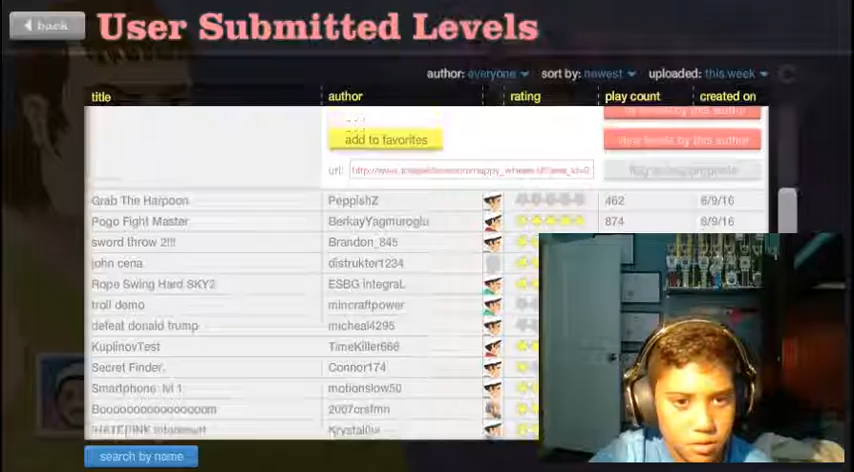 back
User Submitted Levels
author: everyone sort by: newest uploaded: this week
title author rating play count created on
add to favorites view levels by this author
url:
Grab The Harpoon PeppishZ 462 6/9/16
Pogo Fight Master BerkayYagmuroglu 874 6/9/16
sword throw 2!!! Brandon_845
john cena distrukter1234
Rope Swing Hard SKY2 ESBG integraL
troll demo mincraftpower
defeat donald trump micheal4295
KuplinovTest TimeKiller666
Secret Finder. Connor174
Smartphone lvl 1 motionslow50
2007crsfmn
search by name